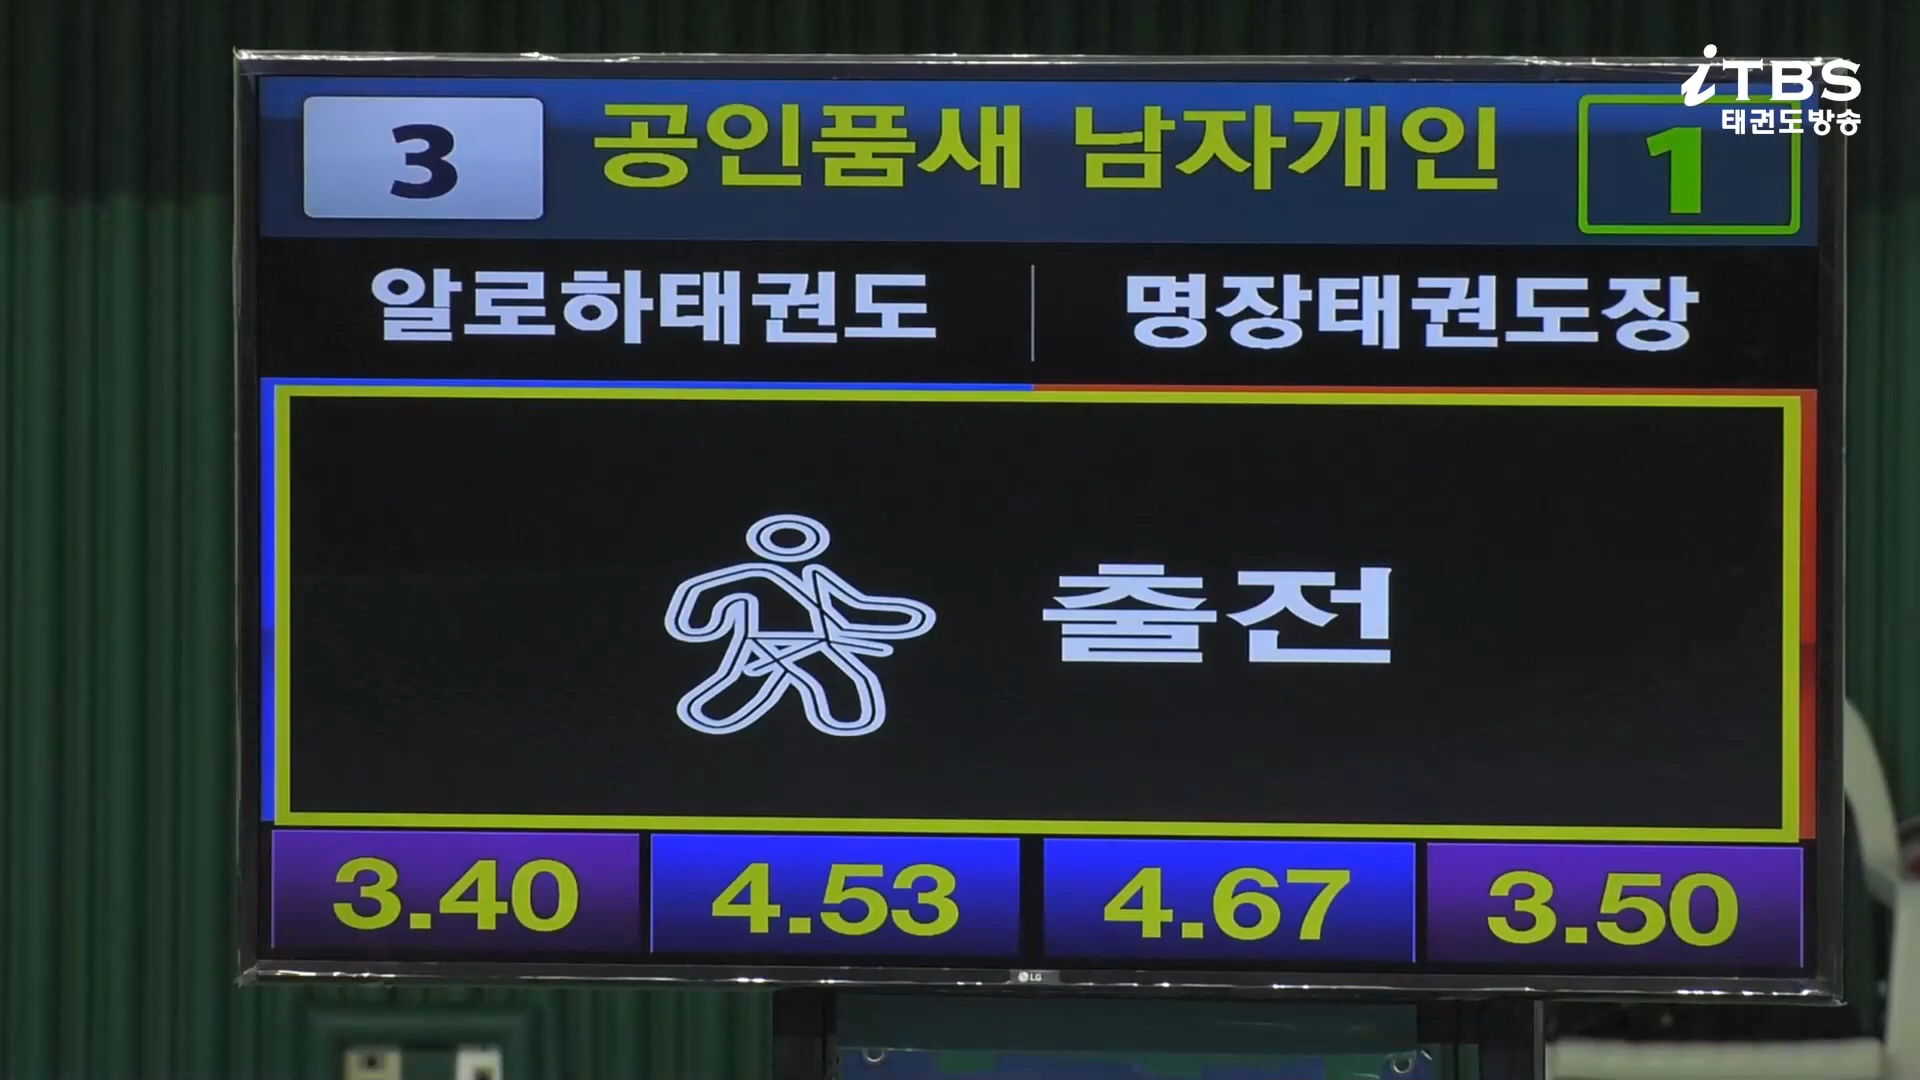 iTBS
태권도방송
3 공인품새 남자개인 1
알로하태권도 명장태권도장
출전
3.40 4.53 4.67 3.50
LG